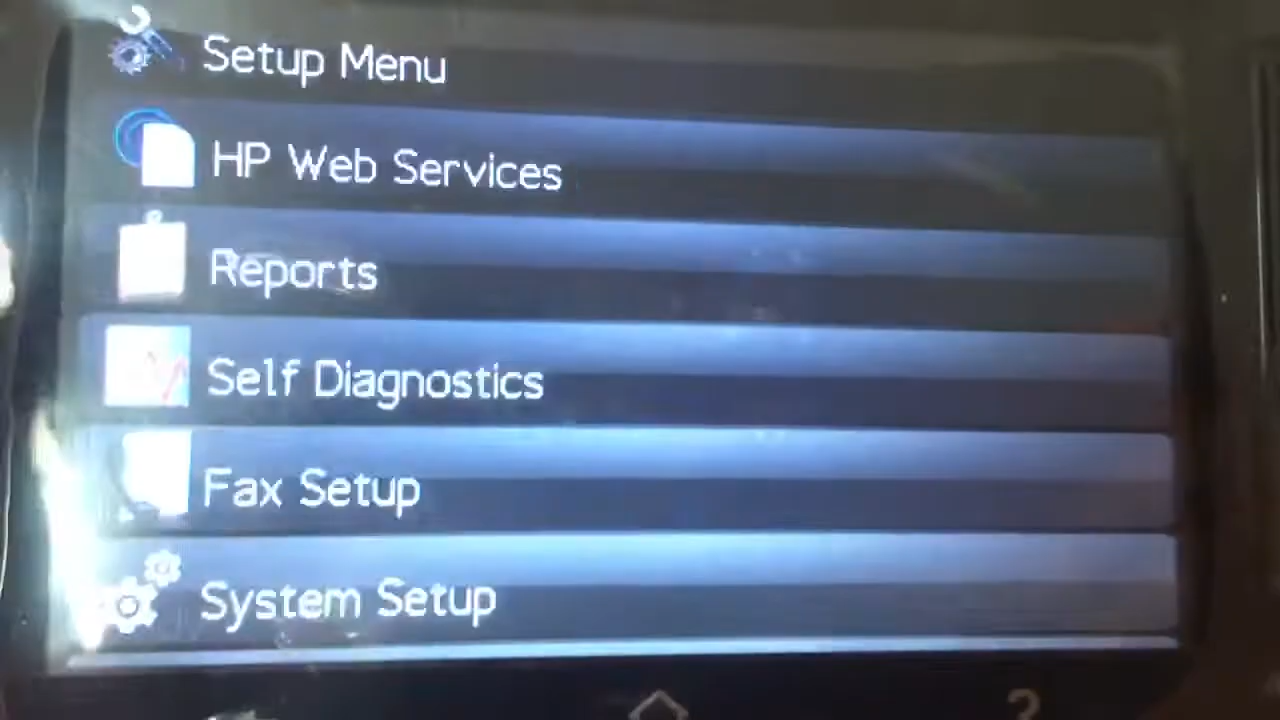 Setup Menu
HP Web Services
Reports
Self Diagnostics
Fax Setup
System Setup
?